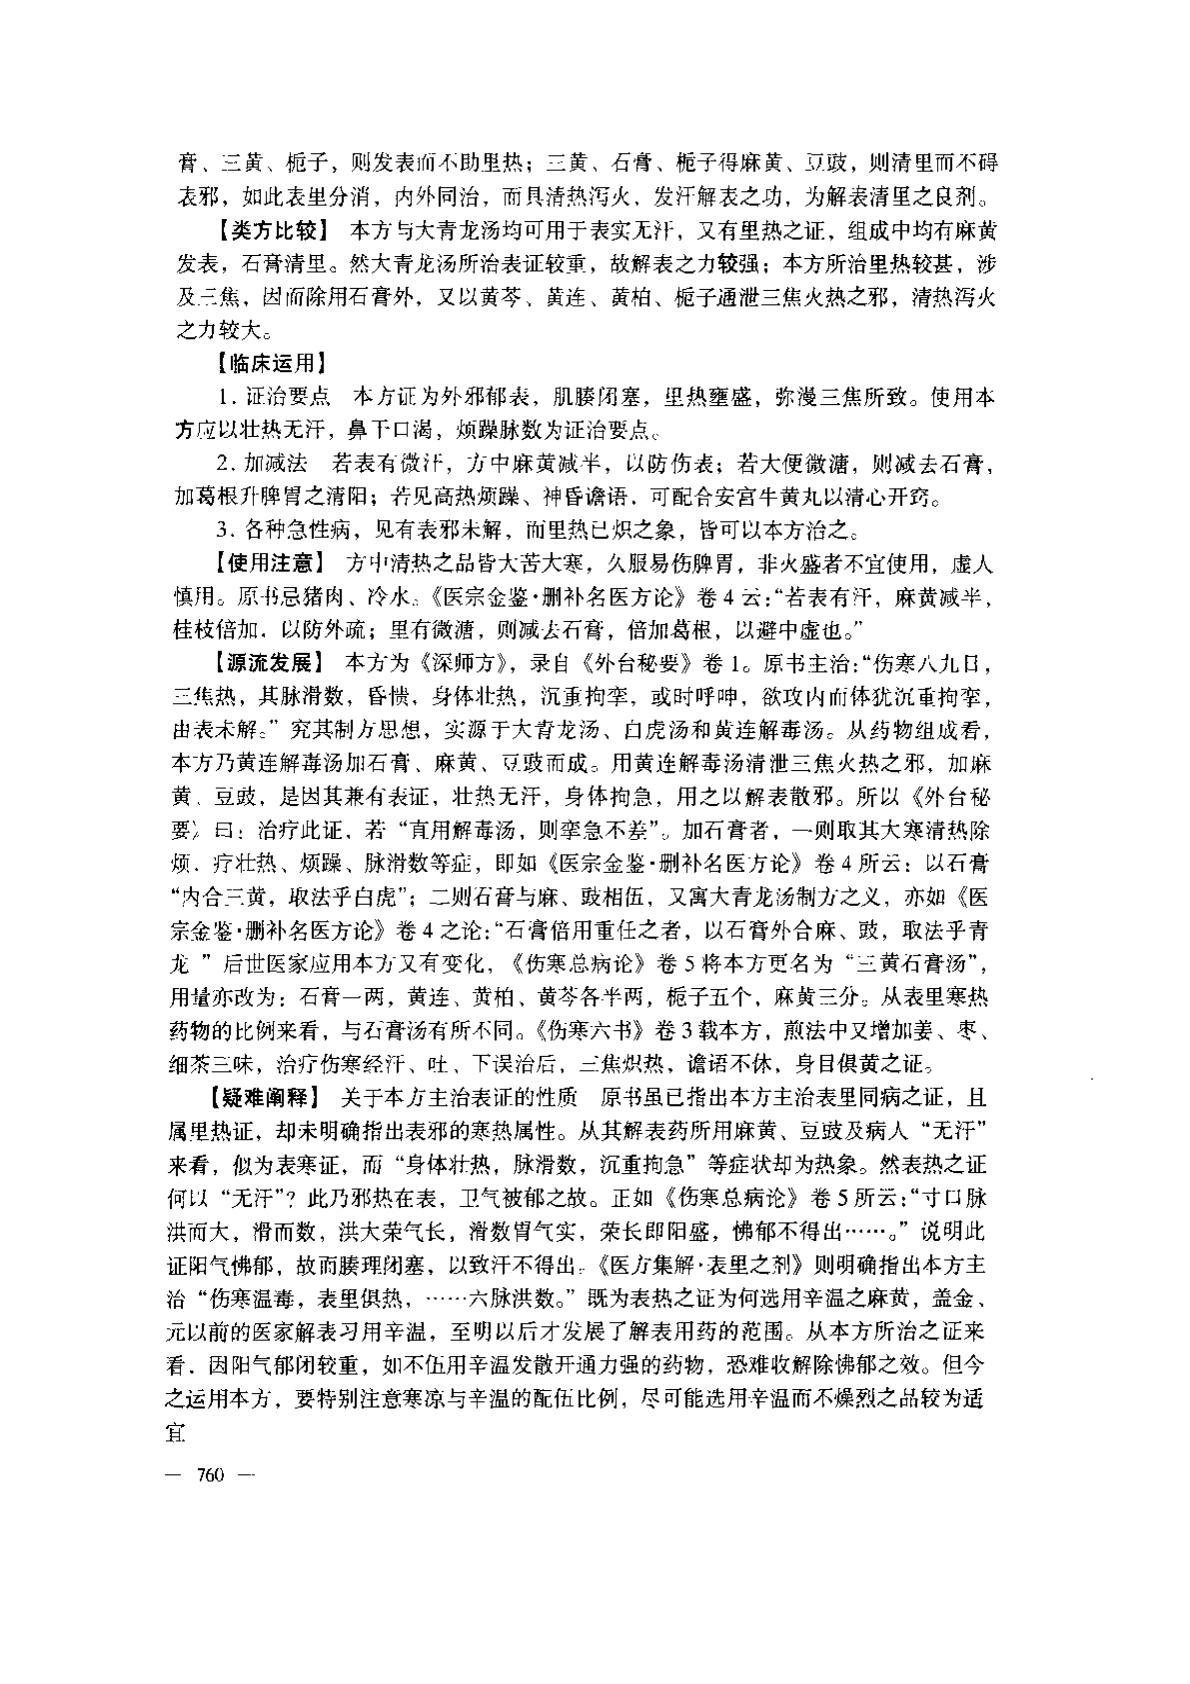 膏、三黄、栀子，则发表而不助里热；三黄、石膏、栀子得麻黄、豆豉，则清里而不碍
表邪，如此表里分消，内外同治，而具清热泻火、发汗解表之功，为解表清里之良剂。
【类方比较】 本方与大青龙汤均可用于表实无汗，又有里热之证，组成中均有麻黄
发表，石膏清里。然大青龙汤所治表证较重，故解表之力较强；本方所治里热较甚，涉
及三焦，因而除用石膏外，又以黄芩、黄连、黄柏、栀子通泄三焦火热之邪，清热泻火
之力较大。
【临床运用】
1. 证治要点 本方证为外邪郁表，肌腠闭塞，里热壅盛，弥漫三焦所致。使用本
方应以壮热无汗，鼻干口渴，烦躁脉数为证治要点。
2. 加减法 若表有微汗，方中麻黄减半，以防伤表；若大便微溏，则减去石膏，
加葛根升脾胃之清阳；若见高热烦躁、神昏谵语，可配合安宫牛黄丸以清心开窍。
3. 各种急性病，见有表邪未解，而里热已炽之象，皆可以本方治之。
【使用注意】 方中清热之品皆大苦大寒，久服易伤脾胃，非火盛者不宜使用，虚人
慎用。原书忌猪肉、冷水。《医宗金鉴·删补名医方论》卷 4 云：“若表有汗，麻黄减半，
桂枝倍加，以防外疏；里有微溏，则减去石膏，倍加葛根，以避中虚也。”
【源流发展】 本方为《深师方》，录自《外台秘要》卷 1。原书主治：“伤寒八九日，
三焦热，其脉滑数，昏愦，身体壮热，沉重拘挛，或时呼呻，欲攻内而体犹沉重拘挛，
由表未解。” 究其制方思想，实源于大青龙汤、白虎汤和黄连解毒汤。从药物组成看，
本方乃黄连解毒汤加石膏、麻黄、豆豉而成。用黄连解毒汤清泄三焦火热之邪，加麻
黄、豆豉，是因其兼有表证，壮热无汗，身体拘急，用之以解表散邪。所以《外台秘
要》曰：治疗此证，若 “直用解毒汤，则挛急不差”。加石膏者，一则取其大寒清热除
烦，疗壮热、烦躁、脉滑数等症，即如《医宗金鉴·删补名医方论》卷 4 所云：以石膏
“内合三黄，取法乎白虎”；二则石膏与麻、豉相伍，又寓大青龙汤制方之义，亦如《医
宗金鉴·删补名医方论》卷 4 之论：“石膏倍用重任之者，以石膏外合麻、豉，取法乎青
龙 ” 后世医家应用本方又有变化，《伤寒总病论》卷 5 将本方更名为 “三黄石膏汤”，
用量亦改为：石膏一两，黄连、黄柏、黄芩各半两，栀子五个，麻黄三分。从表里寒热
药物的比例来看，与石膏汤有所不同。《伤寒六书》卷 3 载本方，煎法中又增加姜、枣、
细茶三味，治疗伤寒经汗、吐、下误治后，三焦炽热，谵语不休，身目俱黄之证。
【疑难阐释】 关于本方主治表证的性质 原书虽已指出本方主治表里同病之证，且
属里热证，却未明确指出表邪的寒热属性。从其解表药所用麻黄、豆豉及病人 “无汗”
来看，似为表寒证，而 “身体壮热，脉滑数，沉重拘急” 等症状却为热象。然表热之证
何以 “无汗”？此乃邪热在表，卫气被郁之故。正如《伤寒总病论》卷 5 所云：“寸口脉
洪而大，滑而数，洪大荣气长，滑数胃气实，荣长即阳盛，怫郁不得出……。” 说明此
证阳气怫郁，故而腠理闭塞，以致汗不得出。《医方集解·表里之剂》则明确指出本方主
治 “伤寒温毒，表里俱热，……六脉洪数。” 既为表热之证为何选用辛温之麻黄，盖金、
元以前的医家解表习用辛温，至明以后才发展了解表用药的范围。从本方所治之证来
看，因阳气郁闭较重，如不伍用辛温发散开通力强的药物，恐难收解除怫郁之效。但今
之运用本方，要特别注意寒凉与辛温的配伍比例，尽可能选用辛温而不燥烈之品较为适
宜
— 760 —